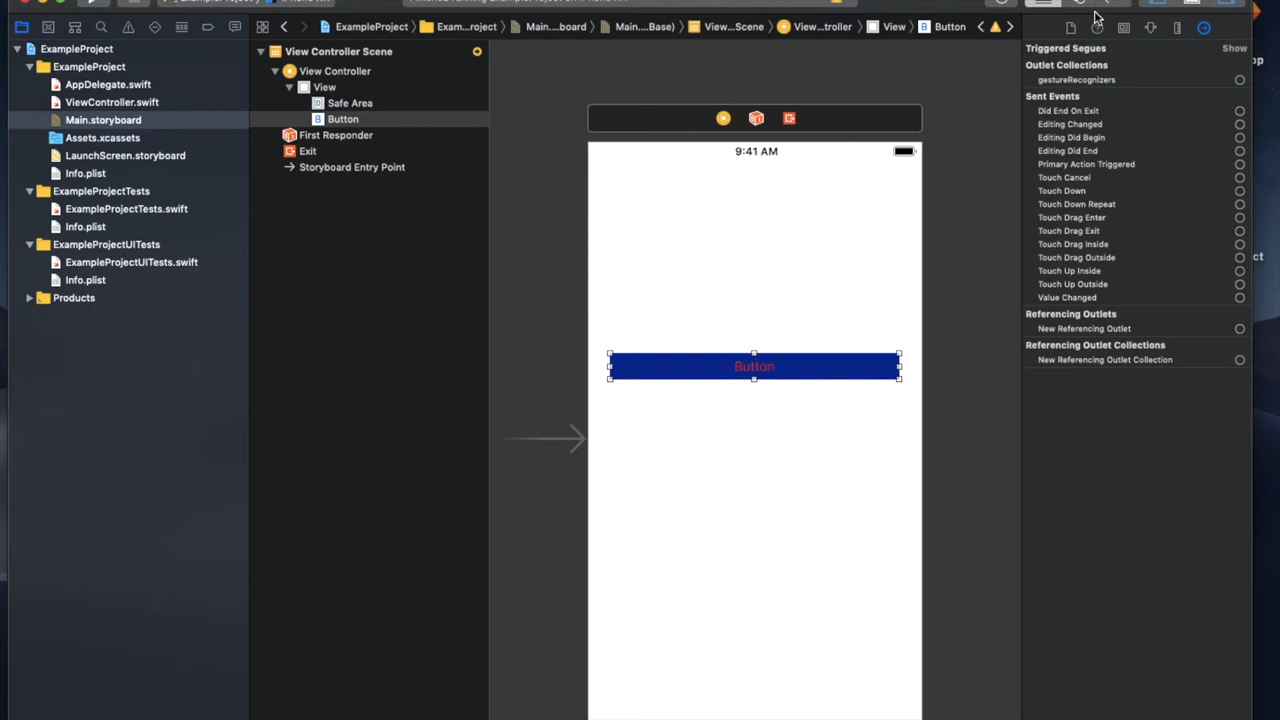 ExampleProject
Exam...roject
Main....board
Main....Base)
View...Scene
View...troller
View
Button
ExampleProject
ExampleProject
AppDelegate.swift
ViewController.swift
Main.storyboard
Assets.xcassets
LaunchScreen.storyboard
Info.plist
ExampleProjectTests
ExampleProjectTests.swift
Info.plist
ExampleProjectUITests
ExampleProjectUITests.swift
Info.plist
Products
View Controller Scene
View Controller
View
Safe Area
B Button
First Responder
Exit
Storyboard Entry Point
9:41 AM
Button
Triggered Segues
Show
Outlet Collections
gestureRecognizers
Sent Events
Did End On Exit
Editing Changed
Editing Did Begin
Editing Did End
Primary Action Triggered
Touch Cancel
Touch Down
Touch Down Repeat
Touch Drag Enter
Touch Drag Exit
Touch Drag Inside
Touch Drag Outside
Touch Up Inside
Touch Up Outside
Value Changed
Referencing Outlets
New Referencing Outlet
Referencing Outlet Collections
New Referencing Outlet Collection